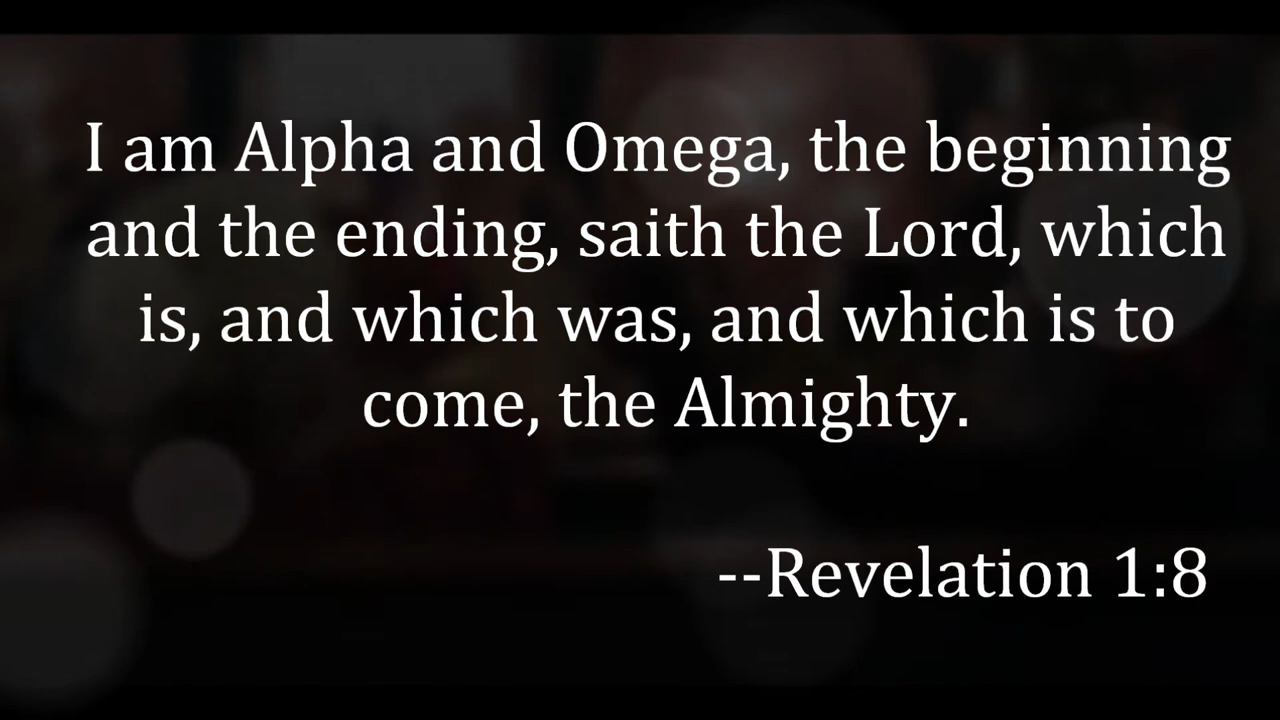 I am Alpha and Omega, the beginning
and the ending, saith the Lord, which
is, and which was, and which is to
come, the Almighty.
--Revelation 1:8